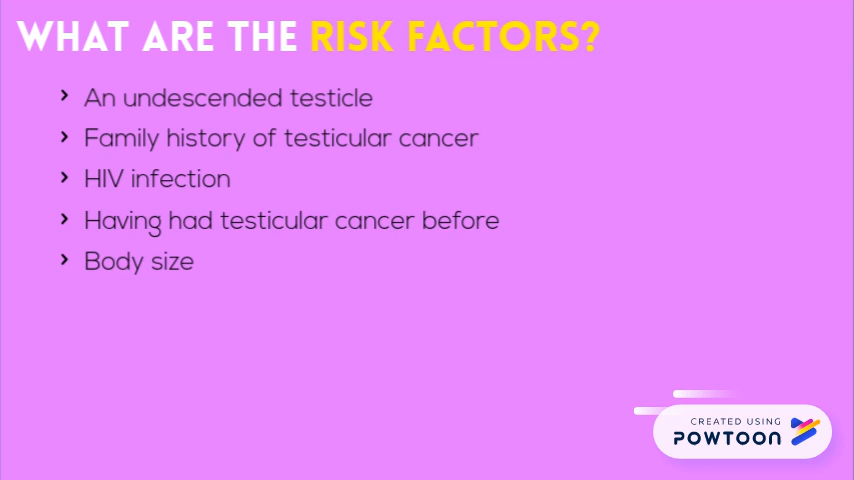 WHAT ARE THE RISK FACTORS?
An undescended testicle
Family history of testicular cancer
HIV infection
Having had testicular cancer before
Body size
CREATED USING
POWTOON